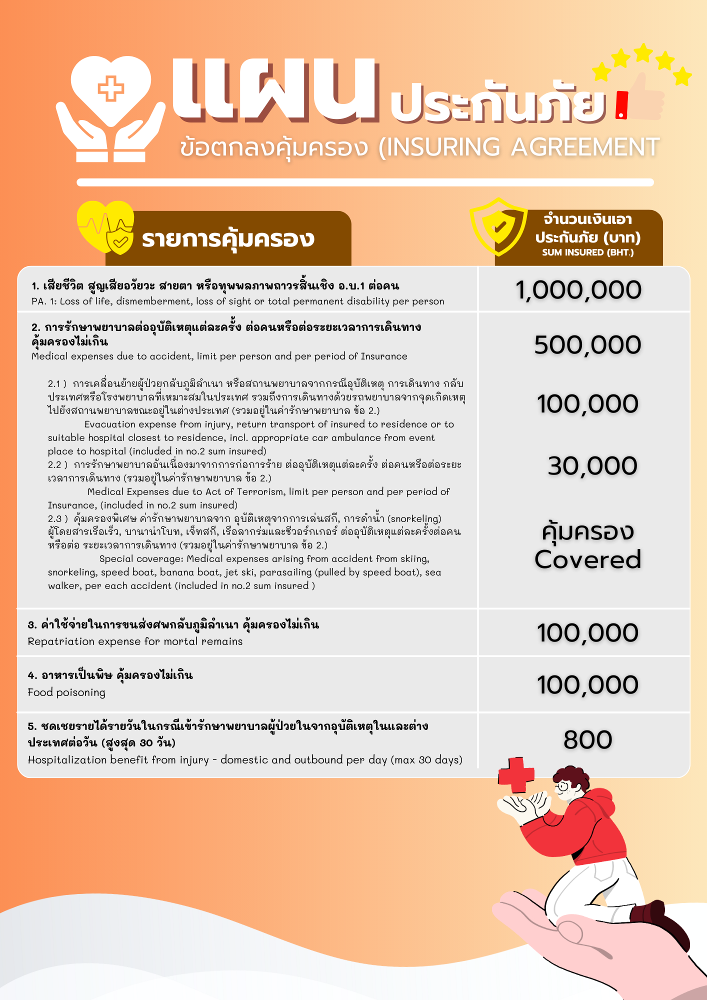 แผน ประกันภัย
ข้อตกลงคุ้มครอง (INSURING AGREEMENT
รายการคุ้มครอง
จำนวนเงินเอา
ประกันภัย (บาท)
SUM INSURED (BHT.)
1. เสียชีวิต สูญเสียอวัยวะ สายตา หรือทุพพลภาพถาวรสิ้นเชิง อ.บ.1 ต่อคน
PA. 1: Loss of life, dismemberment, loss of sight or total permanent disability per person
1,000,000
2. การรักษาพยาบาลต่ออุบัติเหตุแต่ละครั้ง ต่อคนหรือต่อระยะเวลาการเดินทาง
คุ้มครองไม่เกิน
Medical expenses due to accident, limit per person and per period of Insurance
500,000
2.1 ) การเคลื่อนย้ายผู้ป่วยกลับภูมิลำเนา หรือสถานพยาบาลจากกรณีอุบัติเหตุ การเดินทาง กลับ
ประเทศหรือโรงพยาบาลที่เหมาะสมในประเทศ รวมถึงการเดินทางด้วยรถพยาบาลจากจุดเกิดเหตุ
ไปยังสถานพยาบาลขณะอยู่ในต่างประเทศ (รวมอยู่ในค่ารักษาพยาบาล ข้อ 2.)
Evacuation expense from injury, return transport of insured to residence or to
suitable hospital closest to residence, incl. appropriate car ambulance from event
place to hospital (included in no.2 sum insured)
100,000
2.2 ) การรักษาพยาบาลอันเนื่องมาจากการก่อการร้าย ต่ออุบัติเหตุแต่ละครั้ง ต่อคนหรือต่อระยะ
เวลาการเดินทาง (รวมอยู่ในค่ารักษาพยาบาล ข้อ 2.)
Medical Expenses due to Act of Terrorism, limit per person and per period of
Insurance, (included in no.2 sum insured)
30,000
2.3 ) คุ้มครองพิเศษ ค่ารักษาพยาบาลจาก อุบัติเหตุจากการเล่นสกี, การดำน้ำ (snorkeling)
ผู้โดยสารเรือเร็ว, บานาน่าโบท, เจ็ทสกี, เรือลากร่มและซีวอร์กเกอร์ ต่ออุบัติเหตุแต่ละครั้งต่อคน
หรือต่อ ระยะเวลาการเดินทาง (รวมอยู่ในค่ารักษาพยาบาล ข้อ 2.)
Special coverage: Medical expenses arising from accident from skiing,
snorkeling, speed boat, banana boat, jet ski, parasailing (pulled by speed boat), sea
walker, per each accident (included in no.2 sum insured )
คุ้มครอง
Covered
3. ค่าใช้จ่ายในการขนส่งศพกลับภูมิลำเนา คุ้มครองไม่เกิน
Repatriation expense for mortal remains
100,000
4. อาหารเป็นพิษ คุ้มครองไม่เกิน
Food poisoning
100,000
5. ชดเชยรายได้รายวันในกรณีเข้ารักษาพยาบาลผู้ป่วยในจากอุบัติเหตุในและต่าง
ประเทศต่อวัน (สูงสุด 30 วัน)
Hospitalization benefit from injury - domestic and outbound per day (max 30 days)
800